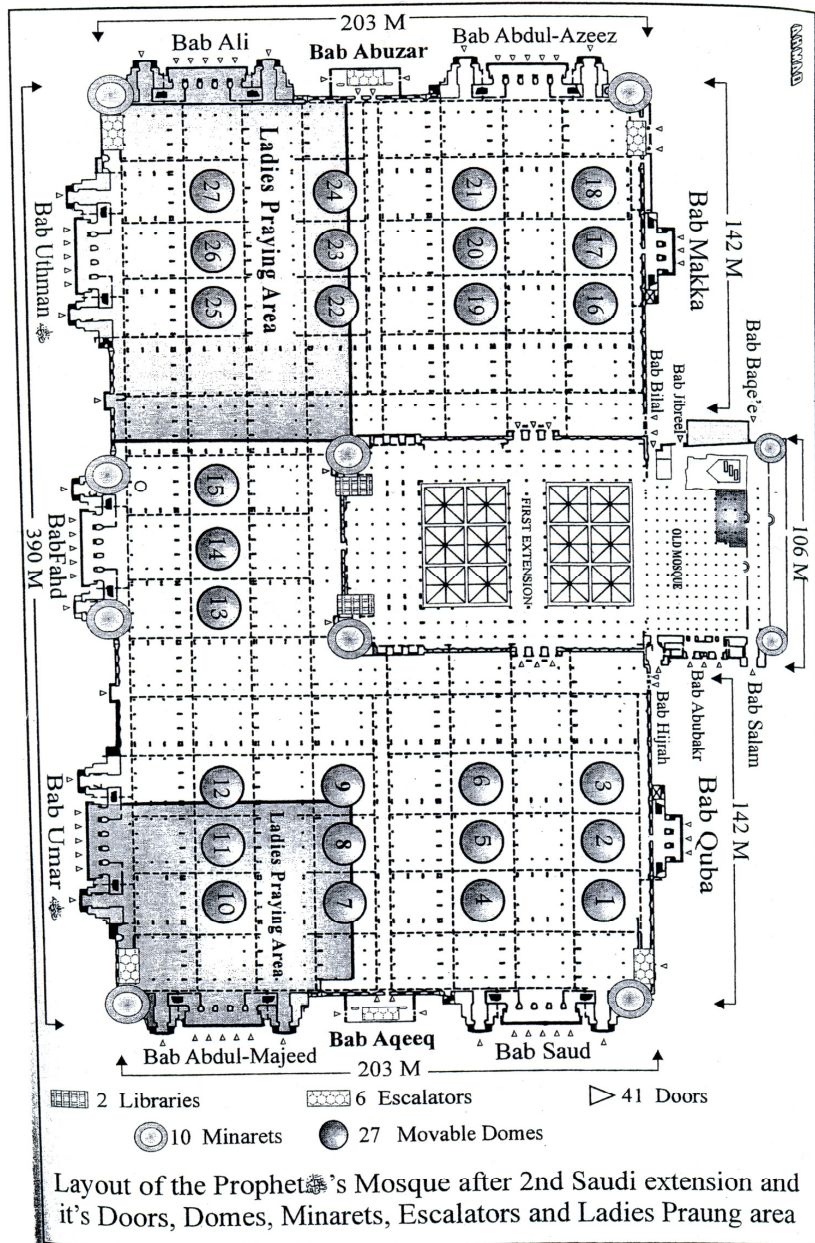 203 M
Bab Ali
Bab Abuzar
Bab Abdul-Azeez
142 M
Bab Makka
Bab Baqe'e
Bab Jibreel
Bab Bilal
106 M
Bab Salam
Bab Abubakr
Bab Hijrah
Bab Quba
142 M
Bab Uthman
BabFahd
390 M
Bab Umar
Ladies Praying Area
27
24
21
18
26
23
20
17
25
22
19
16
15
14
13
FIRST EXTENSION
OLD MOSQUE
12
9
6
3
11
8
5
2
10
7
4
1
Ladies Praying Area
Bab Abdul-Majeed
Bab Aqeeq
Bab Saud
203 M
2 Libraries
6 Escalators
41 Doors
10 Minarets
27 Movable Domes
Layout of the Prophetﷺ's Mosque after 2nd Saudi extension and
it's Doors, Domes, Minarets, Escalators and Ladies Praung area